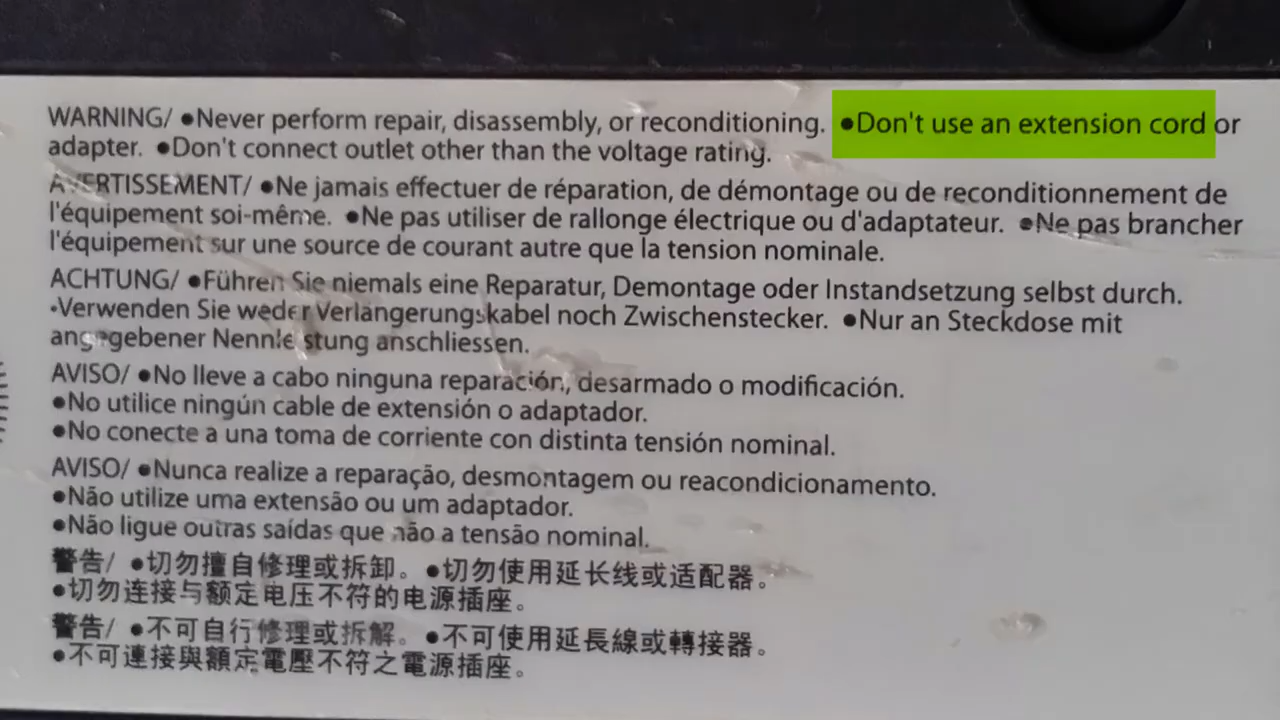 WARNING/ ●Never perform repair, disassembly, or reconditioning. ●Don't use an extension cord or
adapter. ●Don't connect outlet other than the voltage rating.
AVERTISSEMENT/ ●Ne jamais effectuer de réparation, de démontage ou de reconditionnement de
l'équipement soi-même. ●Ne pas utiliser de rallonge électrique ou d'adaptateur. ●Ne pas brancher
l'équipement sur une source de courant autre que la tension nominale.
ACHTUNG/ ●Führen Sie niemals eine Reparatur, Demontage oder Instandsetzung selbst durch.
•Verwenden Sie weder Verlängerungskabel noch Zwischenstecker. ●Nur an Steckdose mit
angegebener Nennleistung anschliessen.
AVISO/ ●No lleve a cabo ninguna reparación, desarmado o modificación.
●No utilice ningún cable de extensión o adaptador.
●No conecte a una toma de corriente con distinta tensión nominal.
AVISO/ ●Nunca realize a reparação, desmontagem ou reacondicionamento.
●Não utilize uma extensão ou um adaptador.
●Não ligue outras saídas que não a tensão nominal.
警告/ ●切勿擅自修理或拆卸。 ●切勿使用延长线或适配器。
●切勿连接与额定电压不符的电源插座。
警告/ ●不可自行修理或拆解。 ●不可使用延長線或轉接器。
●不可連接與額定電壓不符之電源插座。